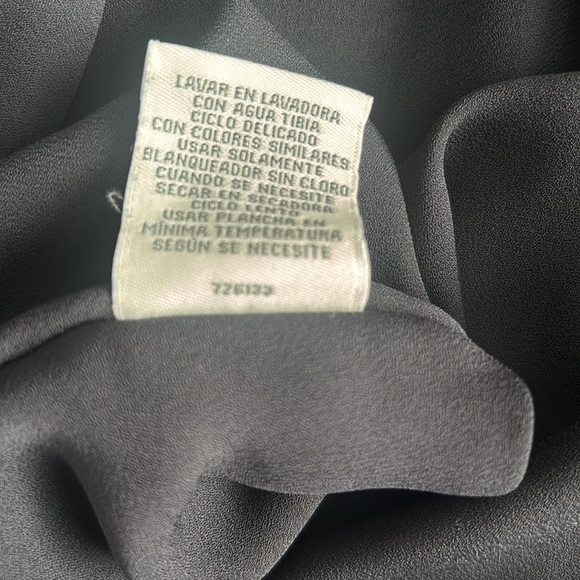 LAVAR EN LAVADORA
CON AGUA TIBIA
CICLO DELICADO
CON COLORES SIMILARES
USAR SOLAMENTE
BLANQUEADOR SIN CLORO
CUANDO SE NECESITE
SECAR EN SECADORA
CICLO LENTO
USAR PLANCHA EN
MÍNIMA TEMPERATURA
SEGÚN SE NECESITE
726133